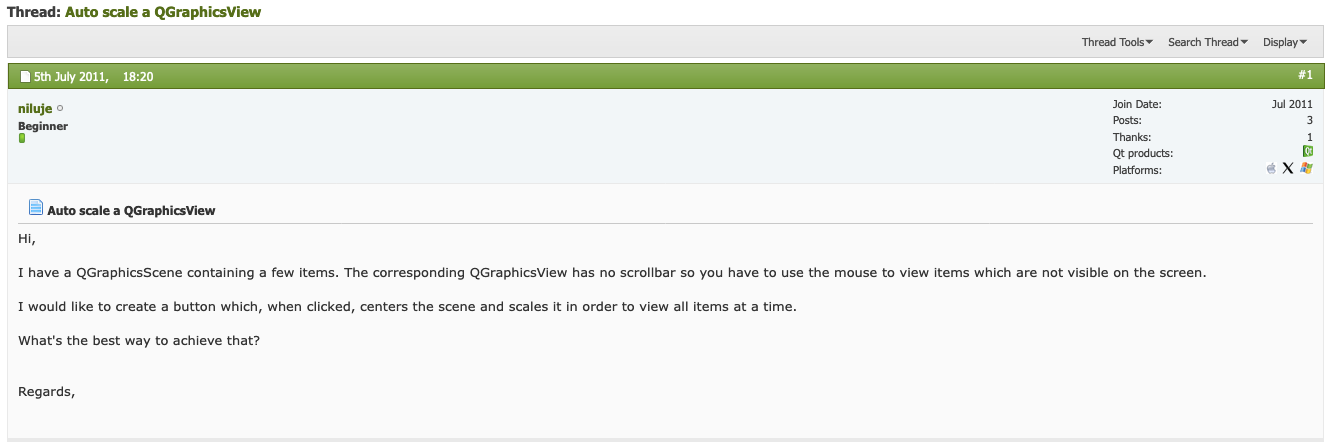 Thread: Auto scale a QGraphicsView
Thread Tools Search Thread Display
5th July 2011, 18:20 #1
niluje
Beginner
Join Date: Jul 2011
Posts: 3
Thanks: 1
Qt products:
Platforms:
Auto scale a QGraphicsView
Hi,
I have a QGraphicsScene containing a few items. The corresponding QGraphicsView has no scrollbar so you have to use the mouse to view items which are not visible on the screen.
I would like to create a button which, when clicked, centers the scene and scales it in order to view all items at a time.
What's the best way to achieve that?
Regards,